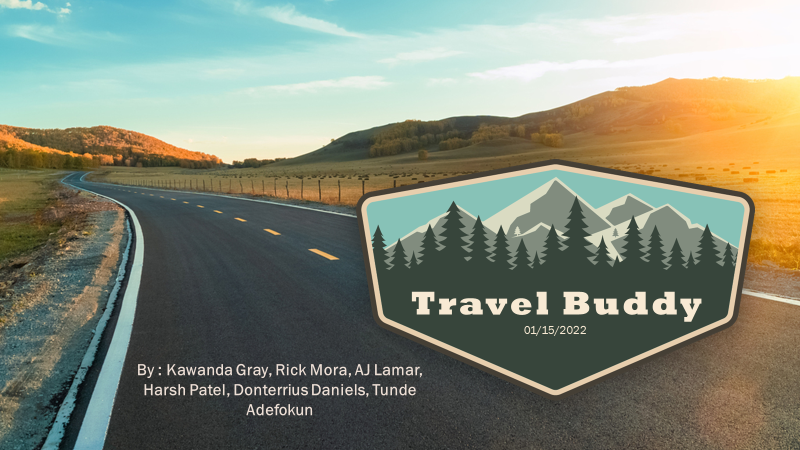 Travel Buddy
01/15/2022
By : Kawanda Gray, Rick Mora, AJ Lamar,
Harsh Patel, Donterrius Daniels, Tunde
Adefokun